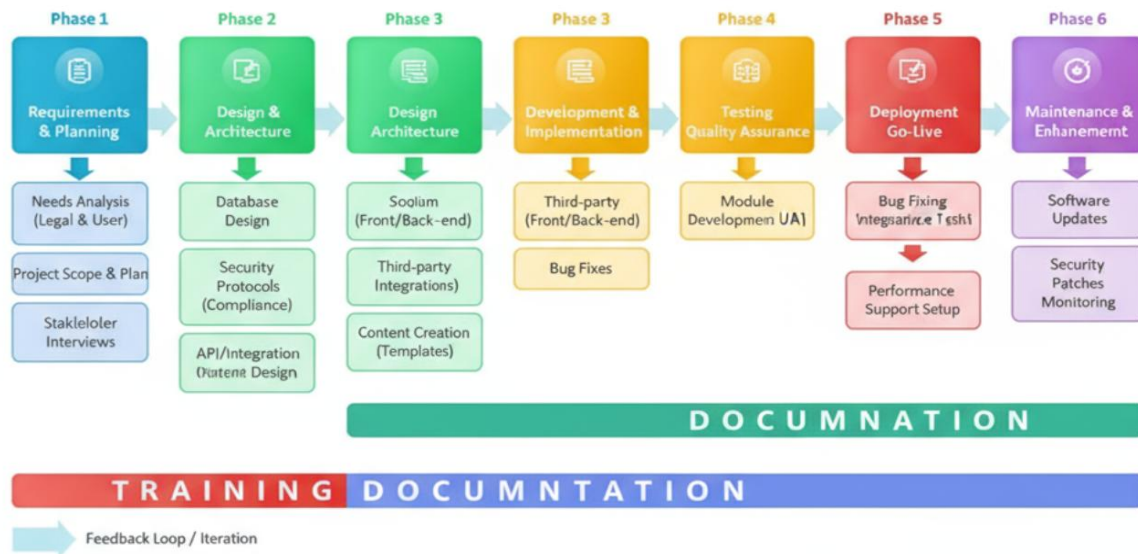 Phase 1
Phase 2
Phase 3
Phase 3
Phase 4
Phase 5
Phase 6
Requirements
& Planning
Design &
Architecture
Design
Architecture
Development &
Implementation
Testing
Quality Assurance
Deployment
Go-Live
Maintenance &
Enhanememt
Needs Analysis
(Legal & User)
Project Scope & Plan
Stakleloler
Interviews
Database
Design
Security
Protocols
(Compliance)
API/Integration
Design
(Front/Back-end)
Third-party
Integrations)
Content Creation
(Templates)
Third-party
(Front/Back-end)
Bug Fixes
Module
Developmen UA)
Bug Fixing
Performance
Support Setup
Software
Updates
Security
Patches
Monitoring
DOCUMNATION
TRAINING DOCUMNTATION
Feedback Loop / Iteration